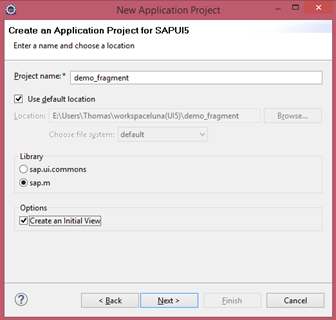 New Application Project
Create an Application Project for SAPUI5
Enter a name and choose a location
Project name:* demo_fragment
Use default location
Location: E:\Users\Thomas\workspaceluna(UI5)\demo_fragment Browse...
Choose file system: default
Library
sap.ui.commons
sap.m
Options
Create an Initial View
? < Back Next > Finish Cancel